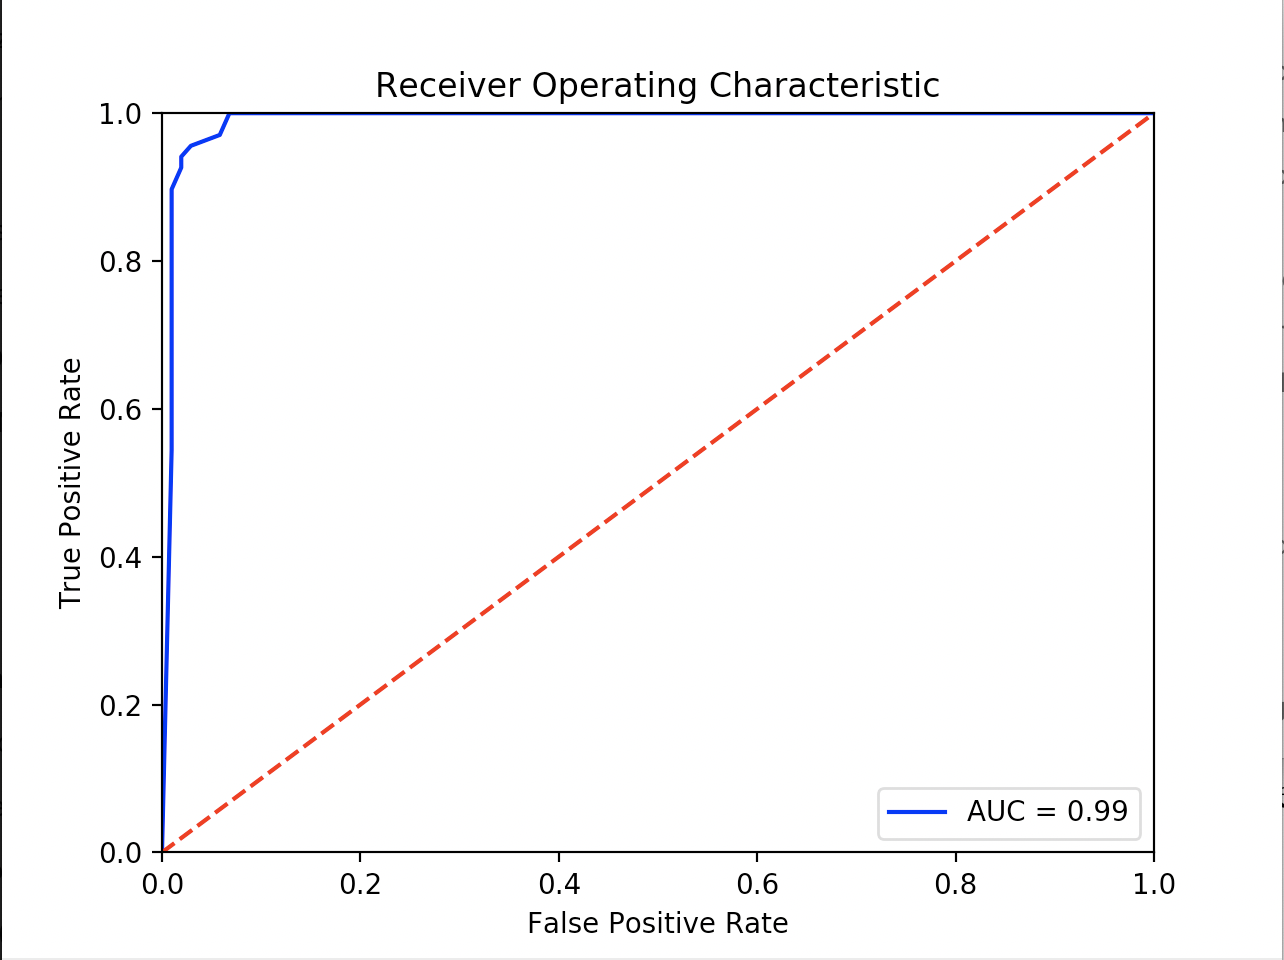 Receiver Operating Characteristic
1.0
0.8
0.6
0.4
0.2
0.0
True Positive Rate
AUC = 0.99
0.0 0.2 0.4 0.6 0.8 1.0
False Positive Rate